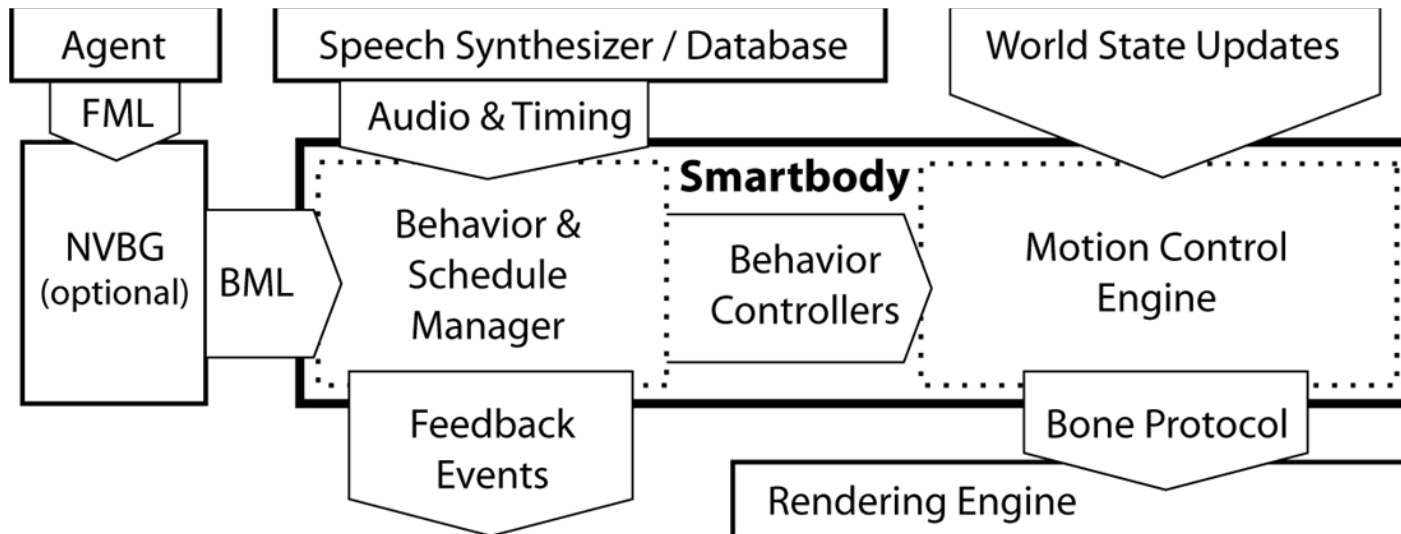 Agent
Speech Synthesizer / Database
World State Updates
FML
Audio & Timing
Smartbody
NVBG
(optional)
BML
Behavior &
Schedule
Manager
Behavior
Controllers
Motion Control
Engine
Feedback
Events
Bone Protocol
Rendering Engine